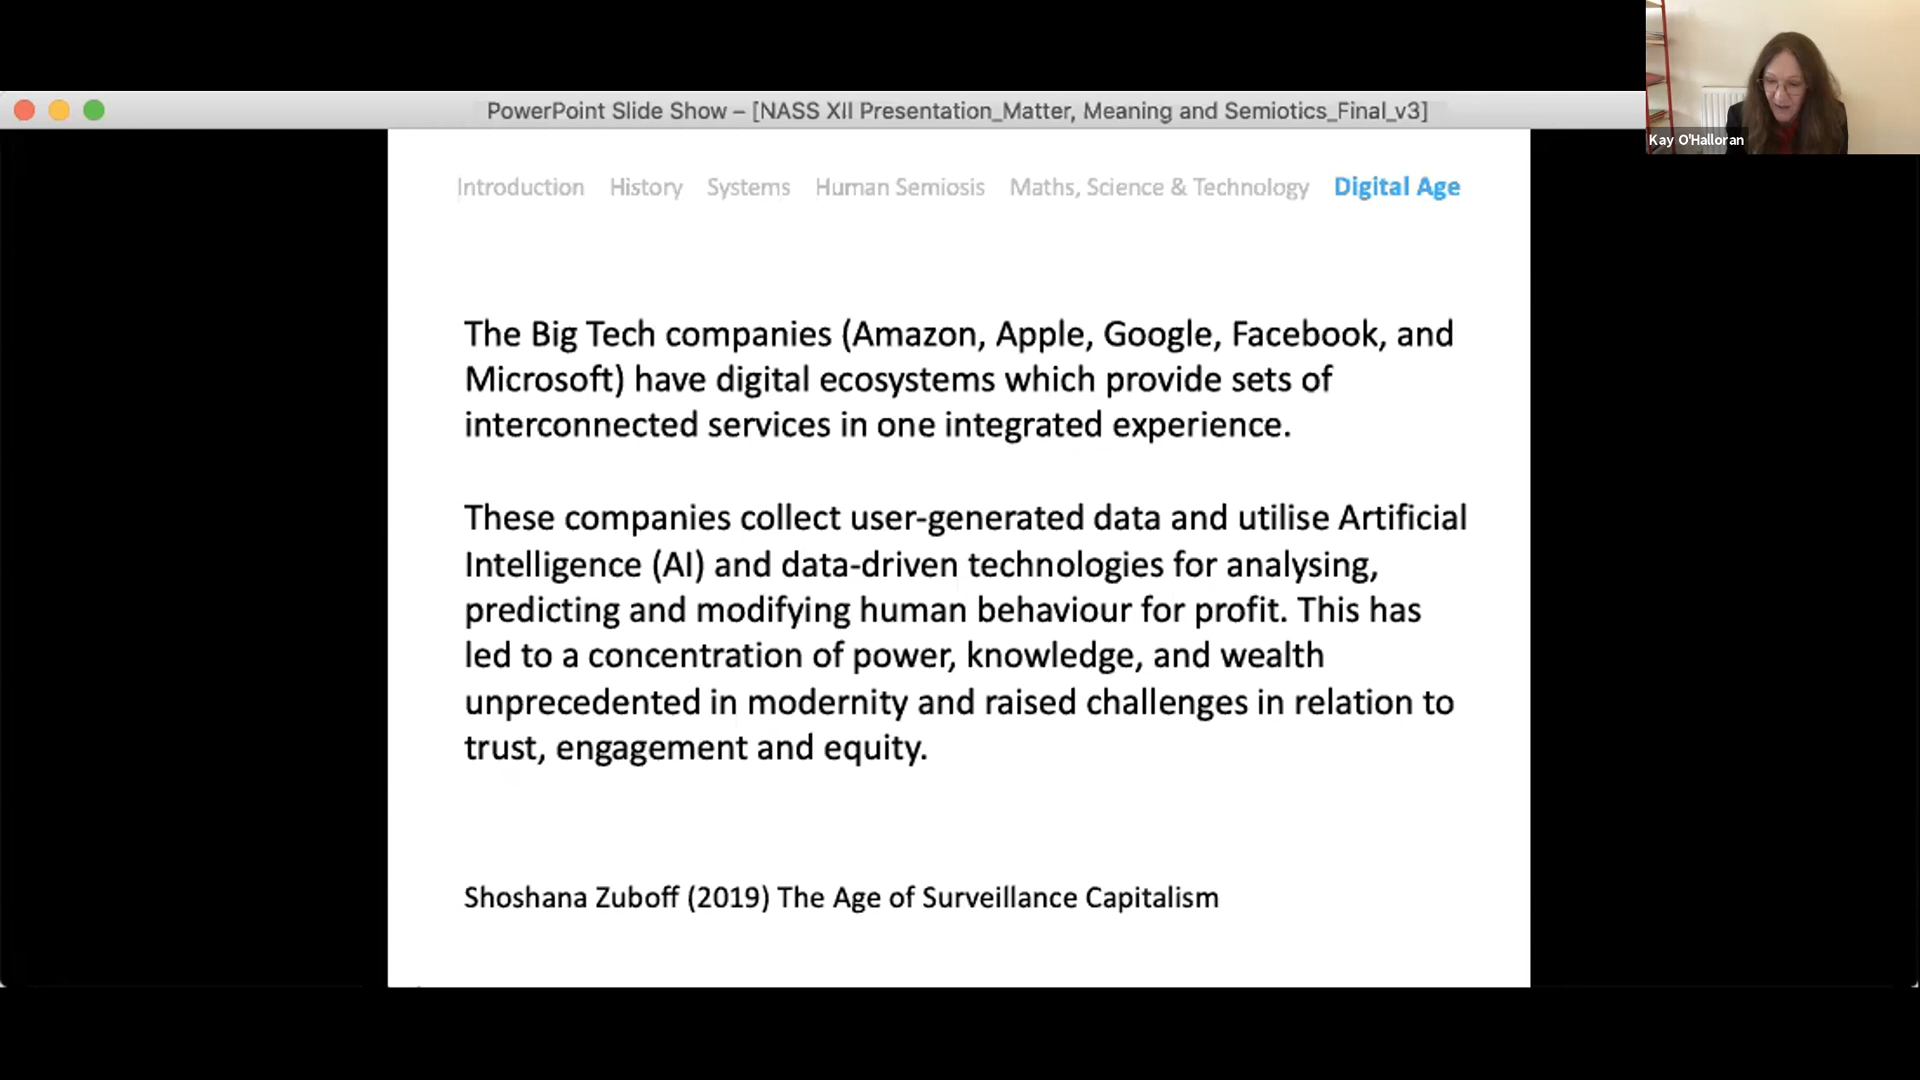 PowerPoint Slide Show – [NASS XII Presentation_Matter, Meaning and Semiotics_Final_v3]
Kay O'Halloran
Introduction History Systems Human Semiosis Maths, Science & Technology Digital Age
The Big Tech companies (Amazon, Apple, Google, Facebook, and
Microsoft) have digital ecosystems which provide sets of
interconnected services in one integrated experience.
These companies collect user-generated data and utilise Artificial
Intelligence (AI) and data-driven technologies for analysing,
predicting and modifying human behaviour for profit. This has
led to a concentration of power, knowledge, and wealth
unprecedented in modernity and raised challenges in relation to
trust, engagement and equity.
Shoshana Zuboff (2019) The Age of Surveillance Capitalism